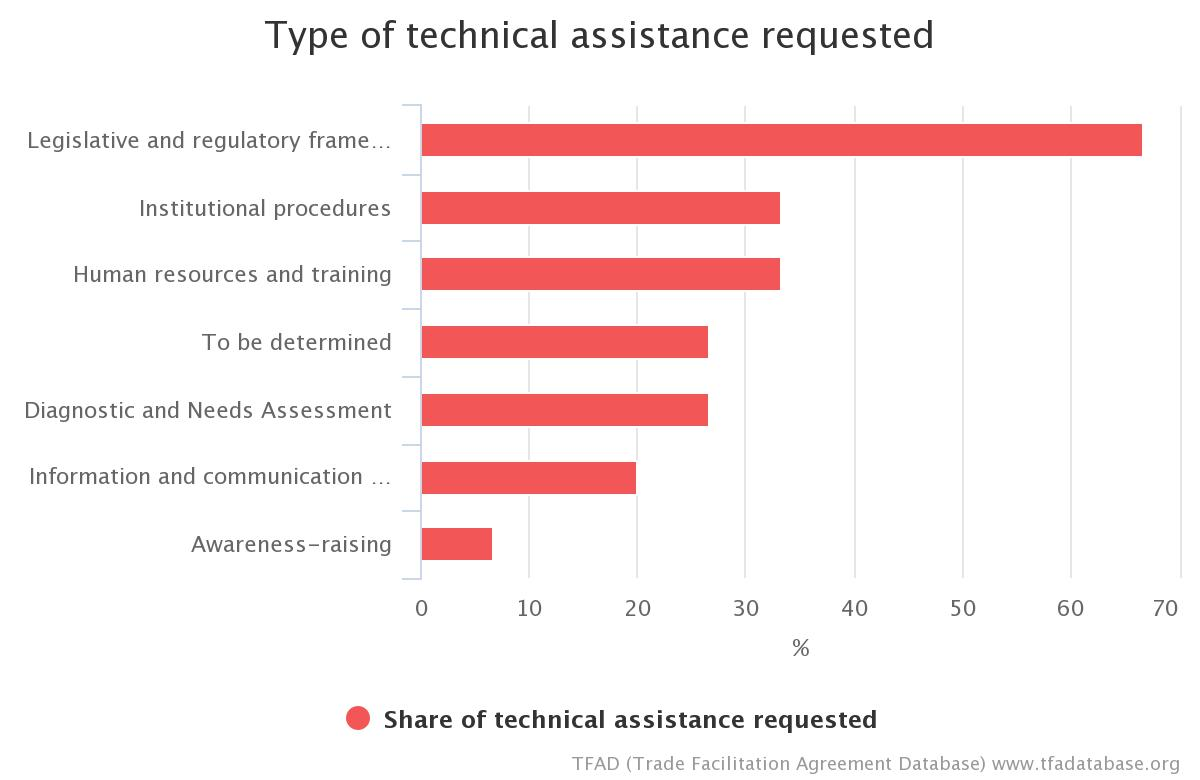 Type of technical assistance requested
Legislative and regulatory frame...
Institutional procedures
Human resources and training
To be determined
Diagnostic and Needs Assessment
Information and communication ...
Awareness-raising
0 10 20 30 40 50 60 70
%
Share of technical assistance requested
TFAD (Trade Facilitation Agreement Database) www.tfadatabase.org